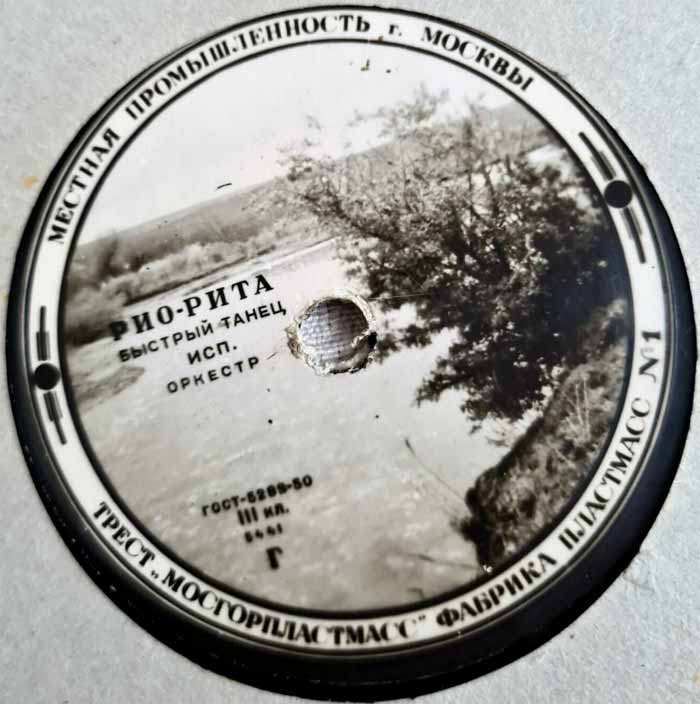 МЕСТНАЯ ПРОМЫШЛЕННОСТЬ г. МОСКВЫ
РИО-РИТА
БЫСТРЫЙ ТАНЕЦ
ИСП.
ОРКЕСТР
ГОСТ-5289-50
III кл.
5441
Г
ТРЕСТ „МОСГОРПЛАСТМАСС" ФАБРИКА ПЛАСТМАСС №1